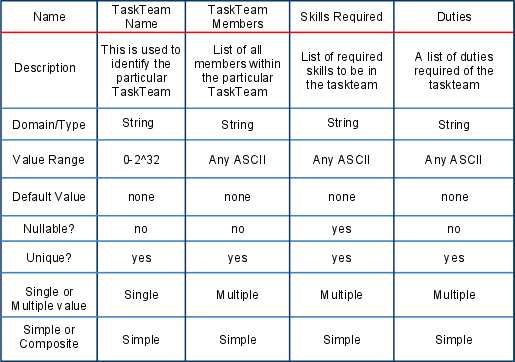 Name TaskTeam Name TaskTeam Members Skills Required Duties
Description This is used to identify the particular TaskTeam List of all members within the particular TaskTeam List of required skills to be in the taskteam A list of duties required of the taskteam
Domain/Type String String String String
Value Range 0-2^32 Any ASCII Any ASCII Any ASCII
Default Value none none none none
Nullable? no no yes no
Unique? yes yes yes yes
Single or Multiple value Single Multiple Multiple Multiple
Simple or Composite Simple Simple Simple Simple